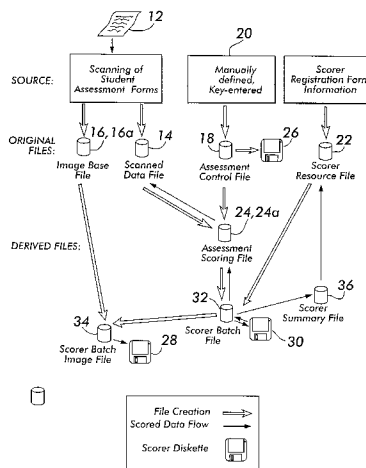 12
20
SOURCE:
Scanning of
Student
Assessment Forms
Manually
defined,
Key-entered
Scorer
Registration Form
Information
ORIGINAL
FILES:
16, 16a
14
18
26
22
Image Base
File
Scanned
Data File
Assessment
Control File
Scorer
Resource File
24, 24a
DERIVED FILES:
Assessment
Scoring File
32
36
Scorer
Summary File
34
28
Scorer Batch
File
30
Scorer Batch
Image File
File Creation
Scored Data Flow
Scorer Diskette